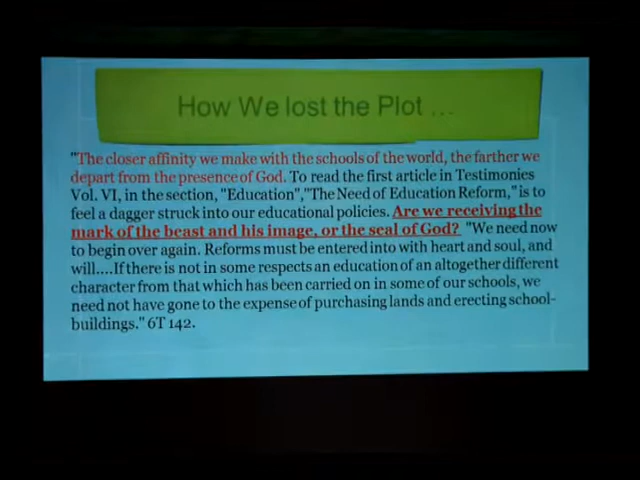 How We lost the Plot ...
"The closer affinity we make with the schools of the world, the farther we
depart from the presence of God. To read the first article in Testimonics
Vol. VI, in the section, "Education","The Need of Education Reform," is to
feel a dagger struck into our educational policies. Are we receiving the
mark of the beast and his image, or the seal of God? "We need now
to begin over again. Reforms must be entered into with heart and soul, and
will....If there is not in some respects an education of an altogether different
character from that which has been carried on in some of our schools, we
need not have gone to the expense of purchasing lands and erecting school-
buildings." 6T 142.